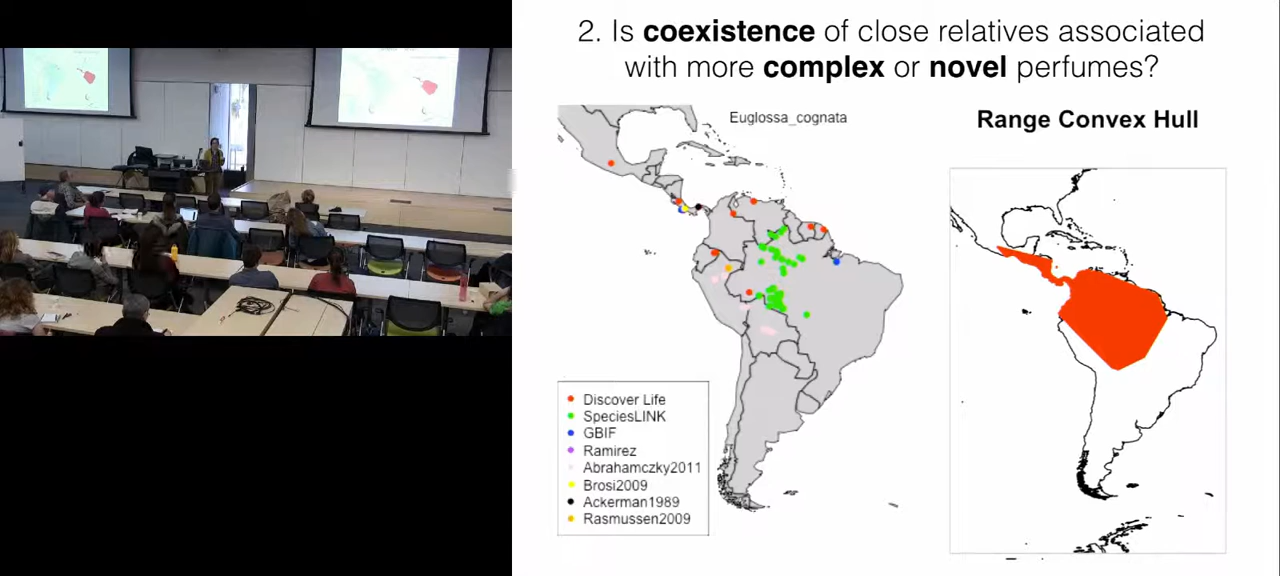 2. Is coexistence of close relatives associated
with more complex or novel perfumes?
Euglossa_cognata
Range Convex Hull
Discover Life
SpeciesLINK
GBIF
Ramirez
Abrahamczky2011
Brosi2009
Ackerman1989
Rasmussen2009